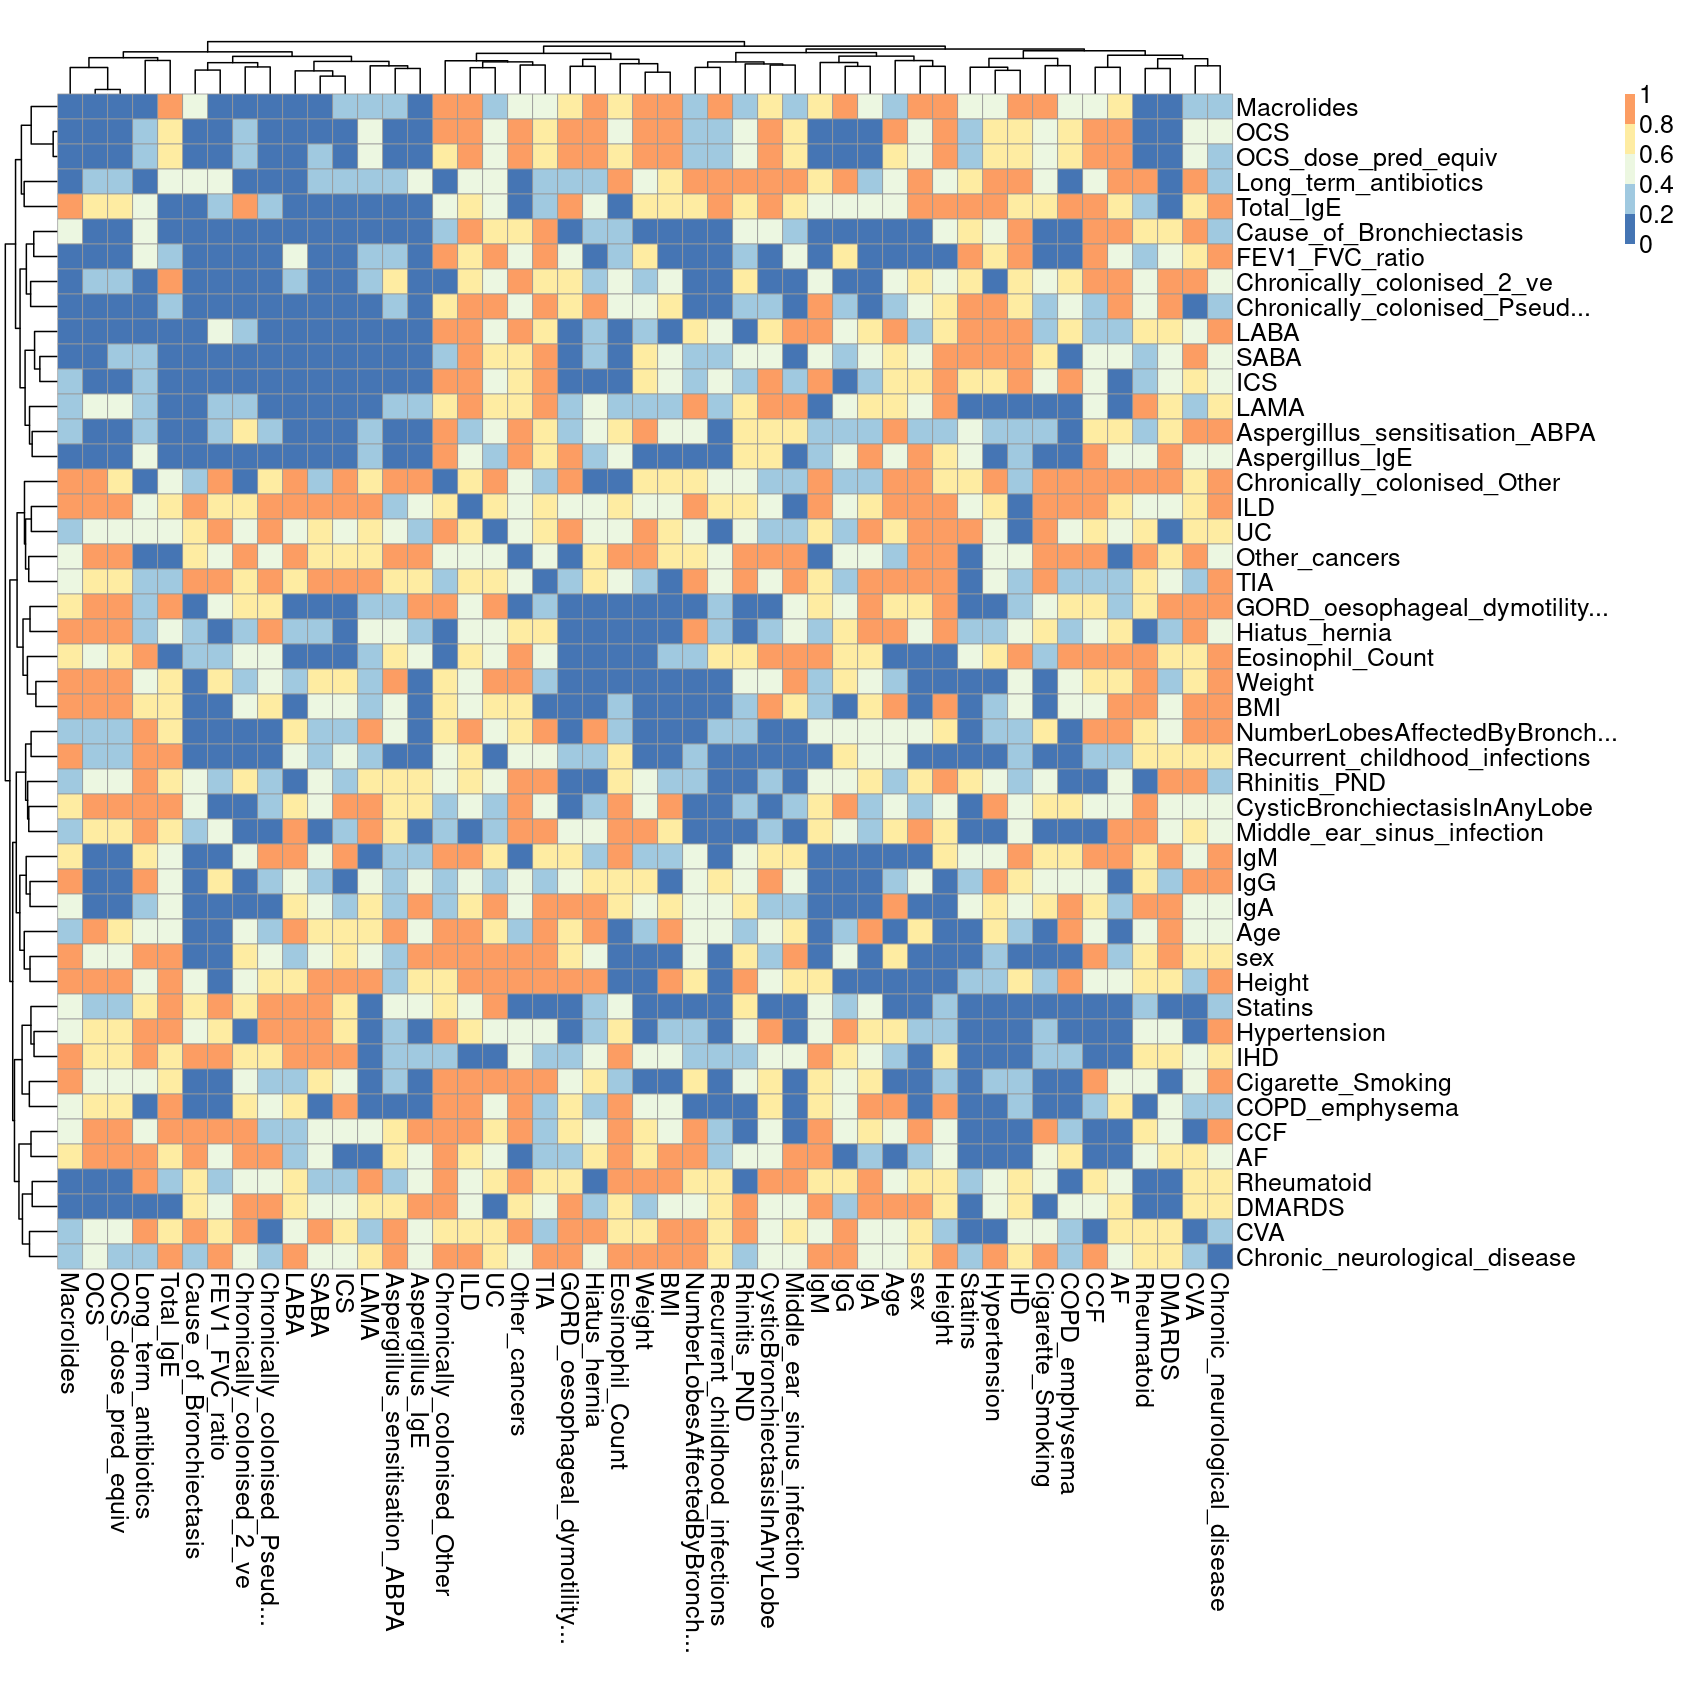 1
0.8
0.6
0.4
0.2
0
Macrolides
OCS
OCS_dose_pred_equiv
Long_term_antibiotics
Total_IgE
Cause_of_Bronchiectasis
FEV1_FVC_ratio
Chronically_colonised_2_ve
Chronically_colonised_Pseud...
LABA
SABA
ICS
LAMA
Aspergillus_sensitisation_ABPA
Aspergillus_IgE
Chronically_colonised_Other
ILD
UC
Other_cancers
TIA
GORD_oesophageal_dymotility...
Hiatus_hernia
Eosinophil_Count
Weight
BMI
NumberLobesAffectedByBronch...
Recurrent_childhood_infections
Rhinitis_PND
CysticBronchiectasisInAnyLobe
Middle_ear_sinus_infection
IgM
IgG
IgA
Age
sex
Height
Statins
Hypertension
IHD
Cigarette_Smoking
COPD_emphysema
CCF
AF
Rheumatoid
DMARDS
CVA
Chronic_neurological_disease
Macrolides
OCS
OCS_dose_pred_equiv
Long_term_antibiotics
Total_IgE
Cause_of_Bronchiectasis
FEV1_FVC_ratio
Chronically_colonised_2_ve
Chronically_colonised_Pseud...
LABA
SABA
ICS
LAMA
Aspergillus_sensitisation_ABPA
Aspergillus_IgE
Chronically_colonised_Other
ILD
UC
Other_cancers
TIA
GORD_oesophageal_dymotility...
Hiatus_hernia
Eosinophil_Count
Weight
BMI
NumberLobesAffectedByBronch...
Recurrent_childhood_infections
Rhinitis_PND
CysticBronchiectasisInAnyLobe
Middle_ear_sinus_infection
IgM
IgG
IgA
Age
sex
Height
Statins
Hypertension
IHD
Cigarette_Smoking
COPD_emphysema
CCF
AF
Rheumatoid
DMARDS
CVA
Chronic_neurological_disease